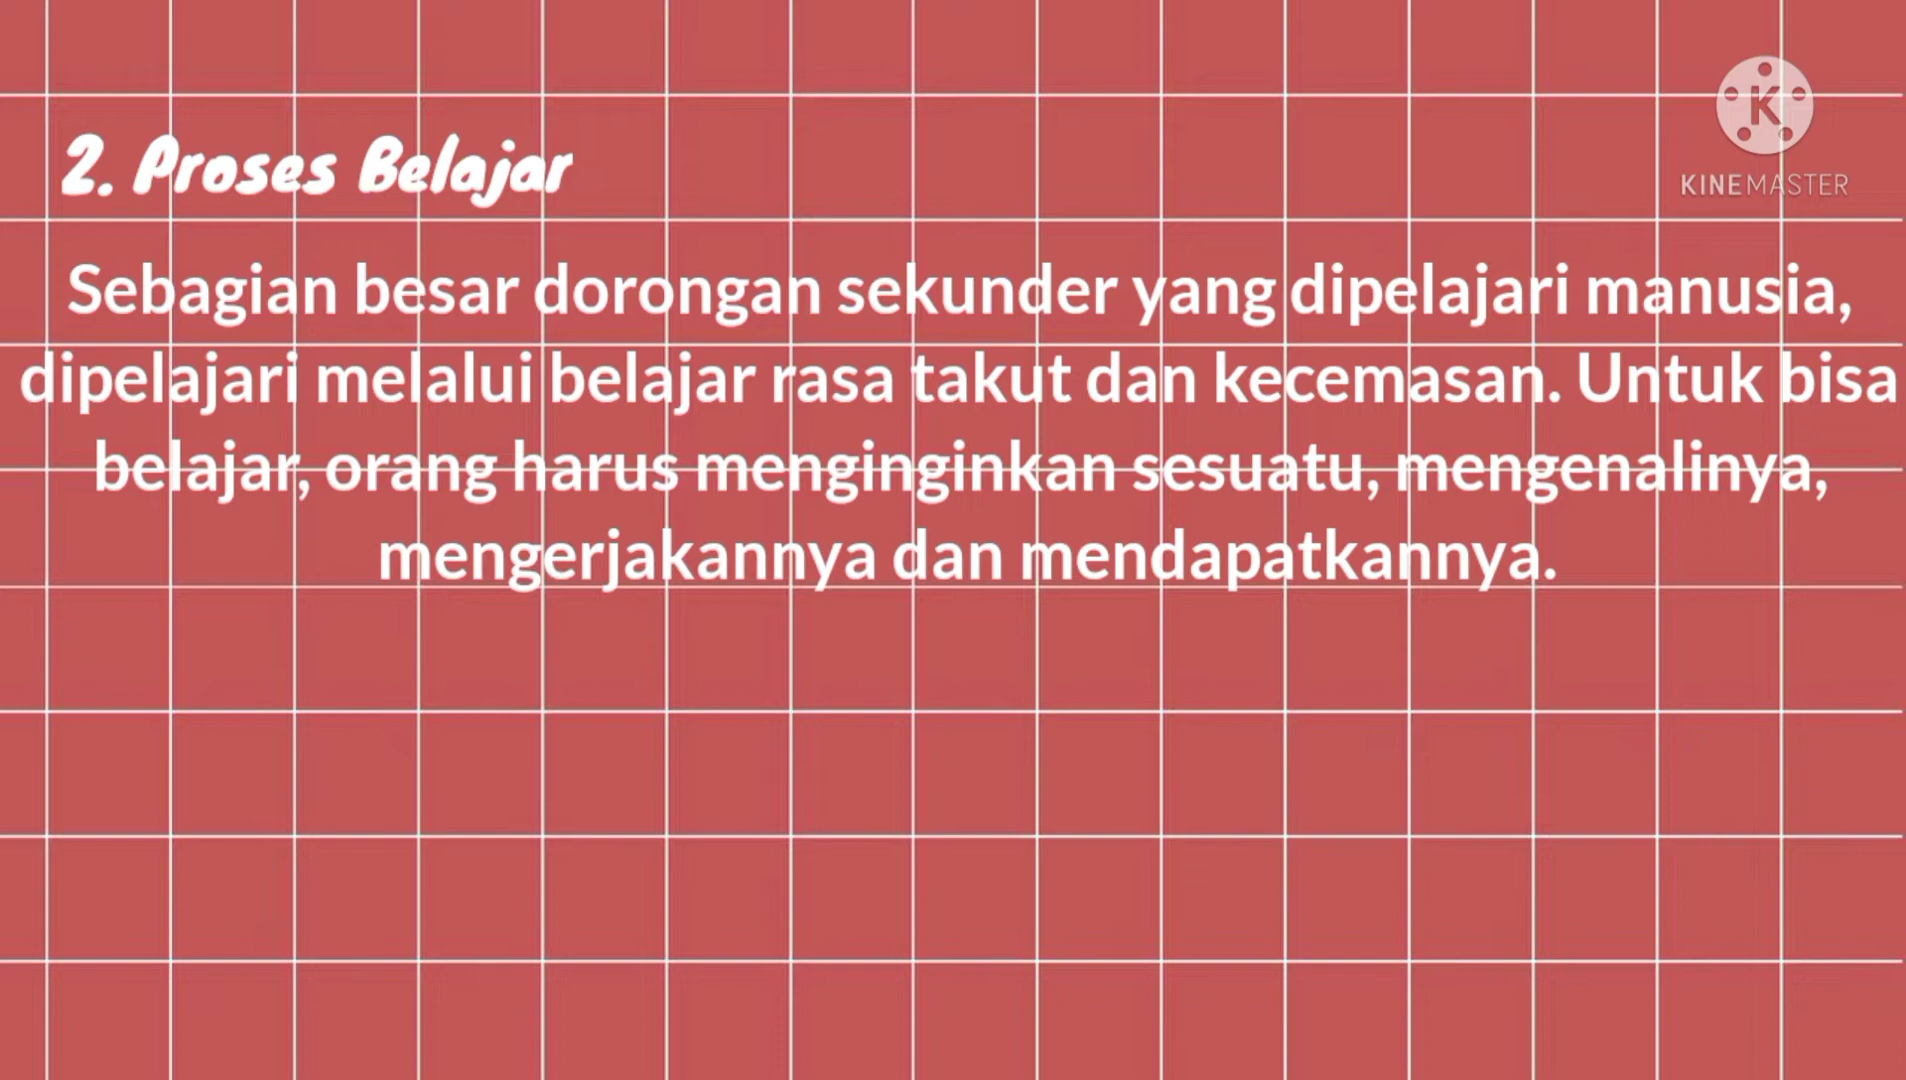 2. Proses Belajar
KINEMASTER
Sebagian besar dorongan sekunder yang dipelajari manusia,
dipelajari melalui belajar rasa takut dan kecemasan. Untuk bisa
belajar, orang harus menginginkan sesuatu, mengenalinya,
mengerjakannya dan mendapatkannya.